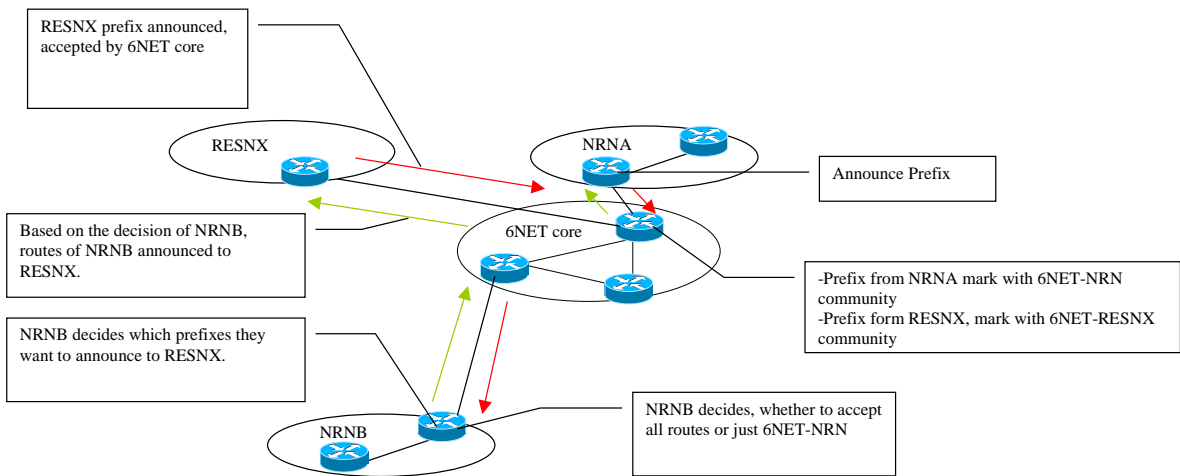 RESNX prefix announced,
accepted by 6NET core
RESNX
NRNA
Announce Prefix
Based on the decision of NRNB,
routes of NRNB announced to
RESNX.
6NET core
-Prefix from NRNA mark with 6NET-NRN
community
-Prefix form RESNX, mark with 6NET-RESNX
community
NRNB decides which prefixes they
want to announce to RESNX.
NRNB decides, whether to accept
all routes or just 6NET-NRN
NRNB